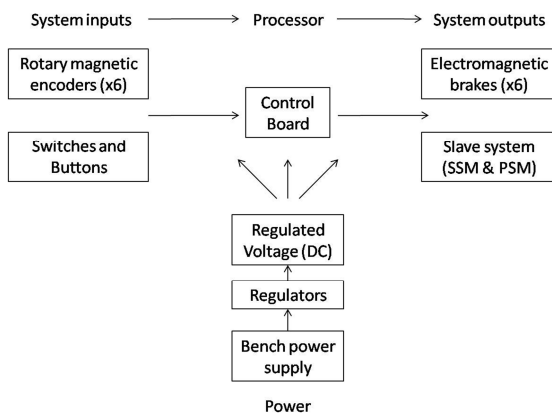 System inputs
Processor
System outputs
Rotary magnetic
encoders (x6)
Electromagnetic
brakes (x6)
Control
Board
Switches and
Buttons
Slave system
(SSM & PSM)
Regulated
Voltage (DC)
Regulators
Bench power
supply
Power